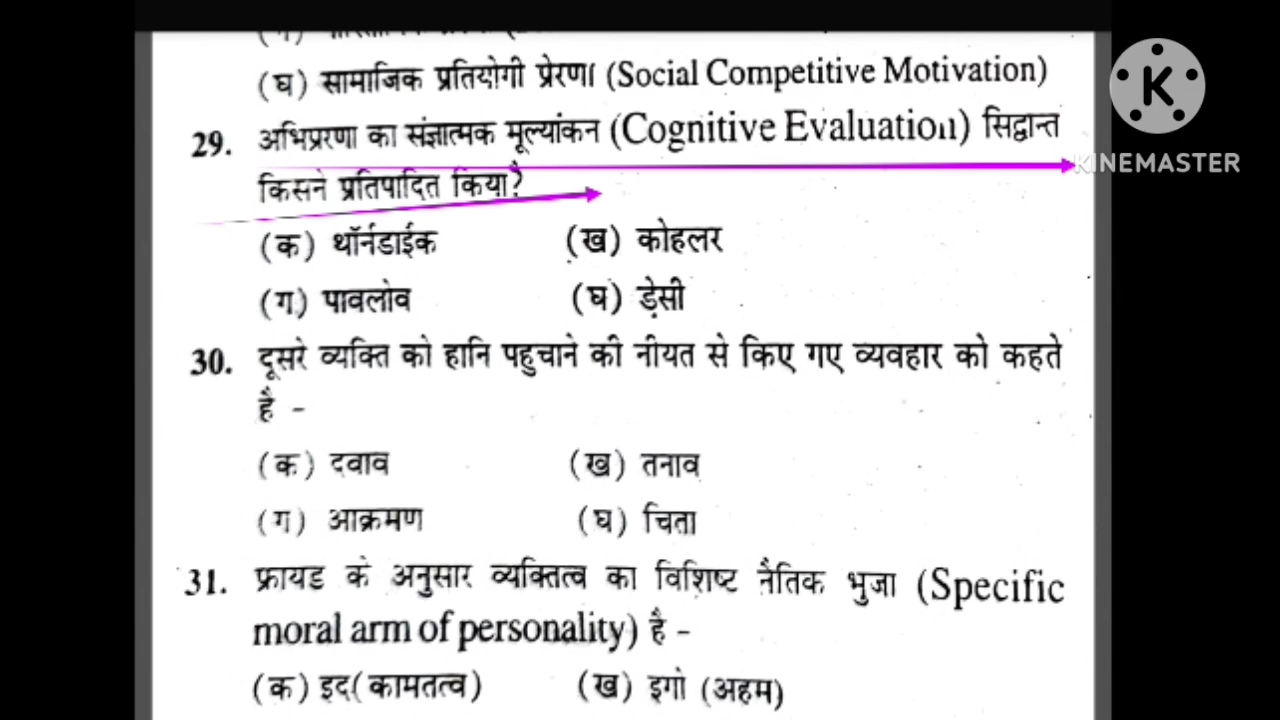 (घ) सामाजिक प्रतियोगी प्रेरणा (Social Competitive Motivation)
29. अभिप्ररणा का संज्ञात्मक मूल्यांकन (Cognitive Evaluation) सिद्वान्त
KINEMASTER
किसने प्रतिपादित किया?
(क) थॉर्नडाईक (ख) कोहलर
(ग) पावलोव (घ) डेसी
30. दूसरे व्यक्ति को हानि पहुचाने की नीयत से किए गए व्यवहार को कहते
है -
(क) दवाव (ख) तनाव
(ग) आक्रमण (घ) चिता
31. फ्रायड के अनुसार व्यक्तित्व का विशिष्ट नैतिक भुजा (Specific
moral arm of personality) है -
(क) इद(कामतत्व) (ख) इगो (अहम)